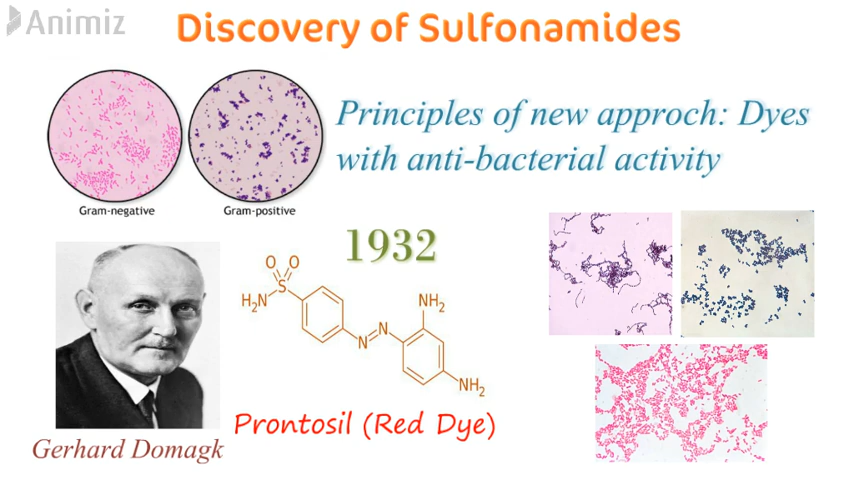 Animiz
Discovery of Sulfonamides
Principles of new approch: Dyes
with anti-bacterial activity
Gram-negative
Gram-positive
1932
O O
S
H₂N
NH₂
N
N
NH₂
Prontosil (Red Dye)
Gerhard Domagk